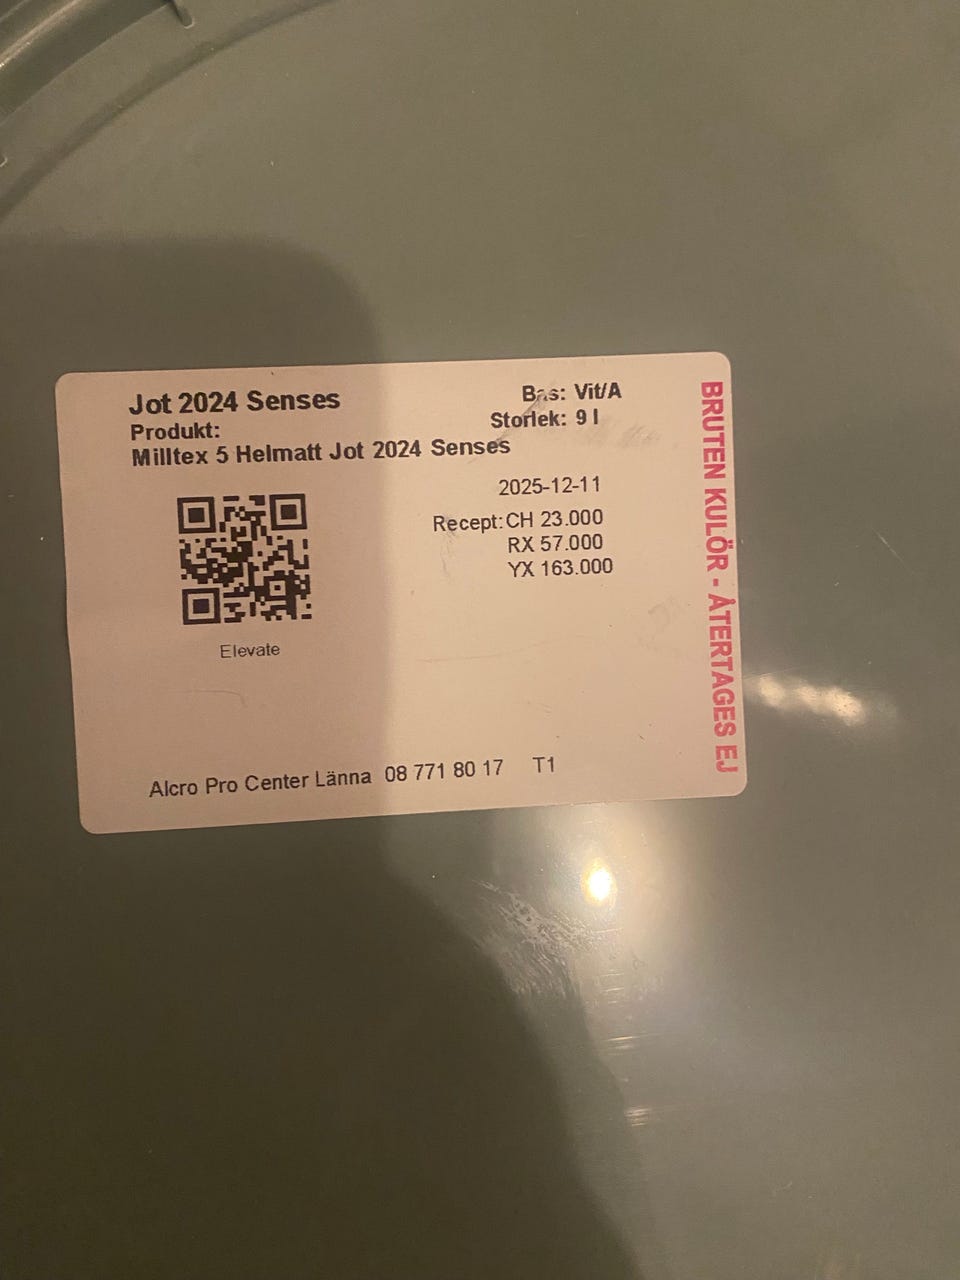 Jot 2024 Senses
Bas: Vit/A
Produkt:
Storlek: 9 l
Milltex 5 Helmatt Jot 2024 Senses
2025-12-11
Recept: CH 23.000
RX 57.000
YX 163.000
Elevate
Alcro Pro Center Länna 08 771 80 17 T1
BRUTEN KULÖR - ÅTERTAGES EJ